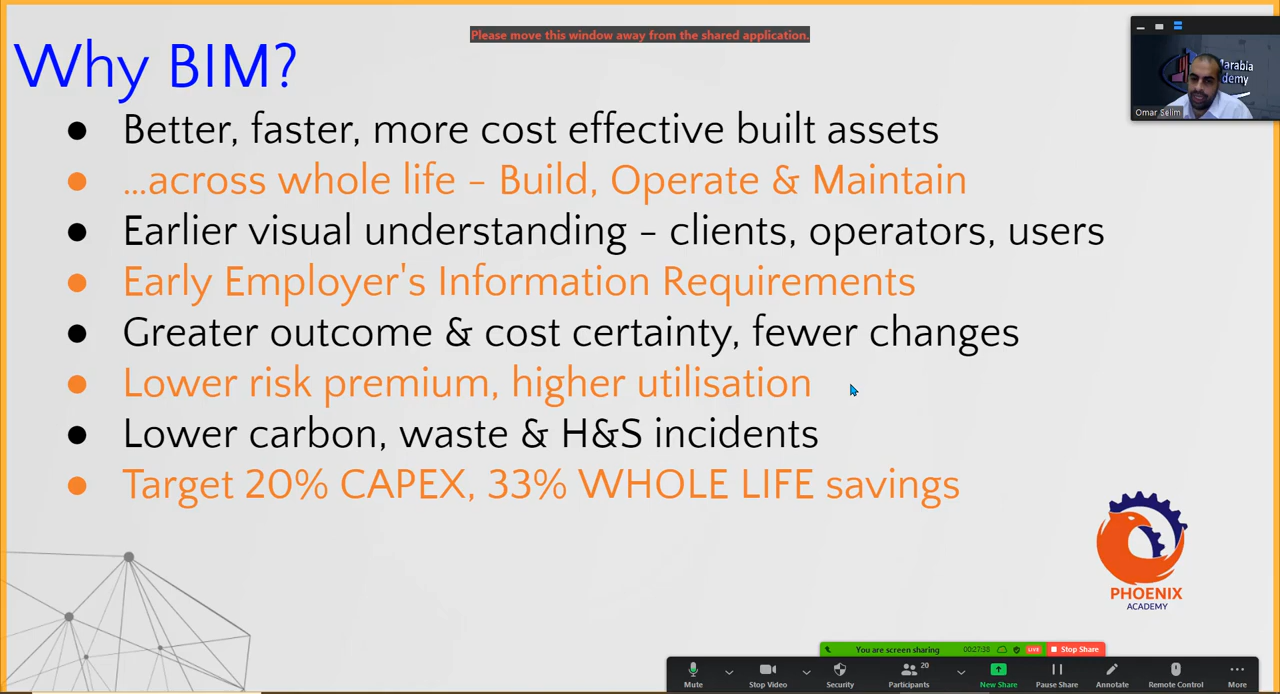 Please move this window away from the shared application.
Why BIM?
● Better, faster, more cost effective built assets
● ...across whole life – Build, Operate & Maintain
● Earlier visual understanding – clients, operators, users
● Early Employer's Information Requirements
● Greater outcome & cost certainty, fewer changes
● Lower risk premium, higher utilisation
● Lower carbon, waste & H&S incidents
● Target 20% CAPEX, 33% WHOLE LIFE savings
Omar Selim
PHOENIX
ACADEMY
You are screen sharing 00:27:38 LIVE Stop Share
Mute Stop Video Security Participants 20 New Share Pause Share Annotate Remote Control More